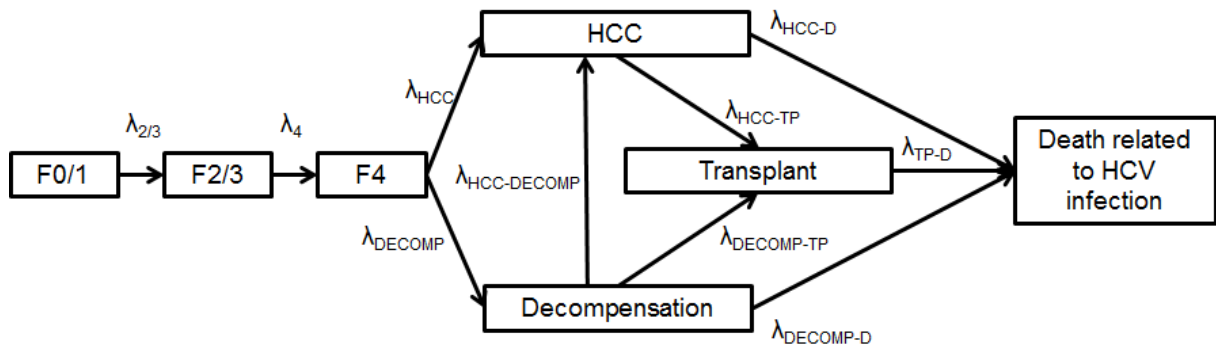 HCC
λHCC-D
λHCC
λHCC-TP
λ2/3
λ4
F0/1
F2/3
F4
λHCC-DECOMP
Transplant
λTP-D
Death related
to HCV
infection
λDECOMP
λDECOMP-TP
Decompensation
λDECOMP-D